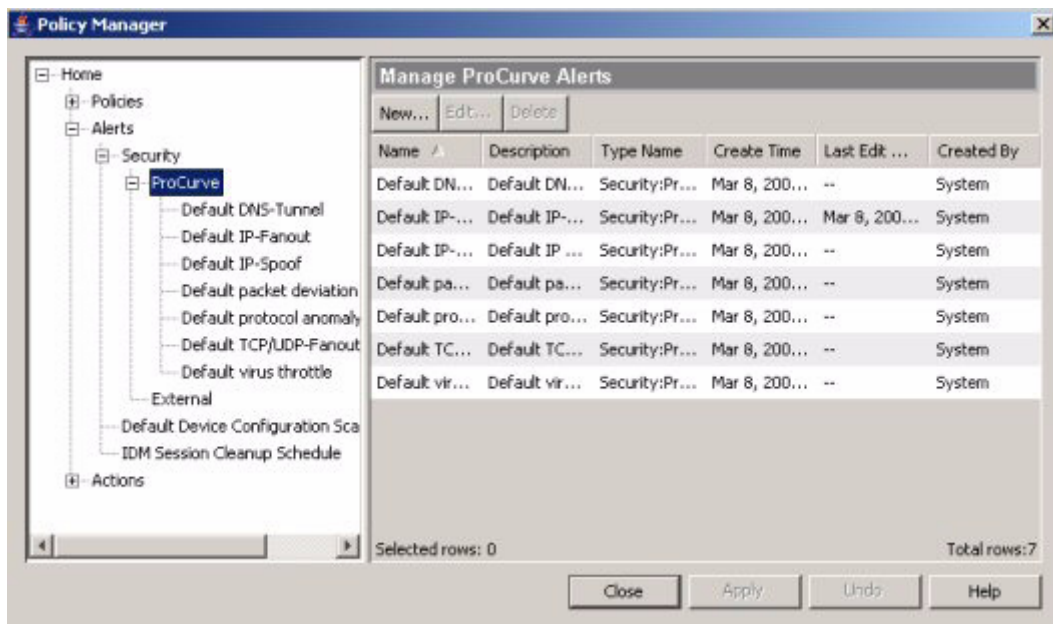 Policy Manager
Home
Policies
Alerts
Security
ProCurve
Default DNS-Tunnel
Default IP-Fanout
Default IP-Spoof
Default packet deviation
Default protocol anomaly
Default TCP/UDP-Fanout
Default virus throttle
External
Default Device Configuration Sca
IDM Session Cleanup Schedule
Actions
Manage ProCurve Alerts
New... Edit... Delete
Name Description Type Name Create Time Last Edit ... Created By
Default DN... Default DN... Security:Pr... Mar 8, 200... -- System
Default IP-... Default IP-... Security:Pr... Mar 8, 200... Mar 8, 200... System
Default IP-... Default IP ... Security:Pr... Mar 8, 200... -- System
Default pa... Default pa... Security:Pr... Mar 8, 200... -- System
Default pro... Default pro... Security:Pr... Mar 8, 200... -- System
Default TC... Default TC... Security:Pr... Mar 8, 200... -- System
Default vir... Default vir... Security:Pr... Mar 8, 200... -- System
Selected rows: 0 Total rows:7
Close Apply Undo Help